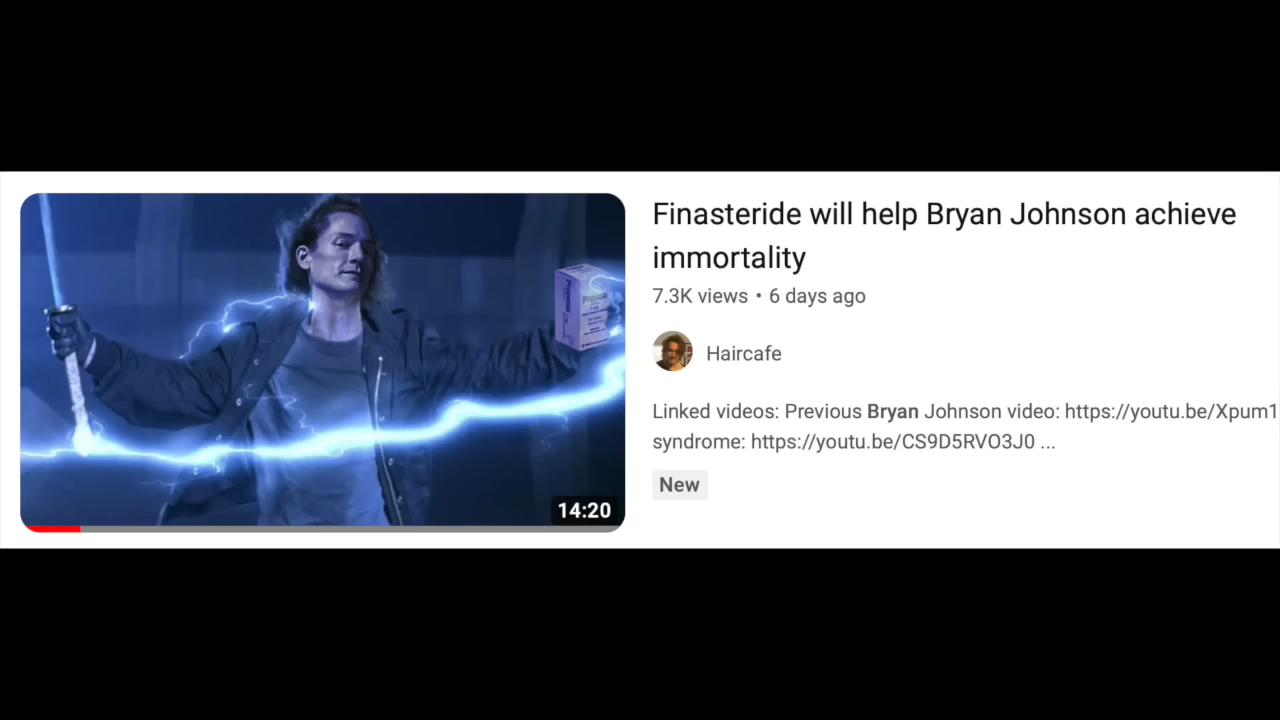 Finasteride will help Bryan Johnson achieve
immortality
7.3K views • 6 days ago
Haircafe
Linked videos: Previous Bryan Johnson video: https://youtu.be/Xpum1
syndrome: https://youtu.be/CS9D5RVO3J0 ...
New
14:20